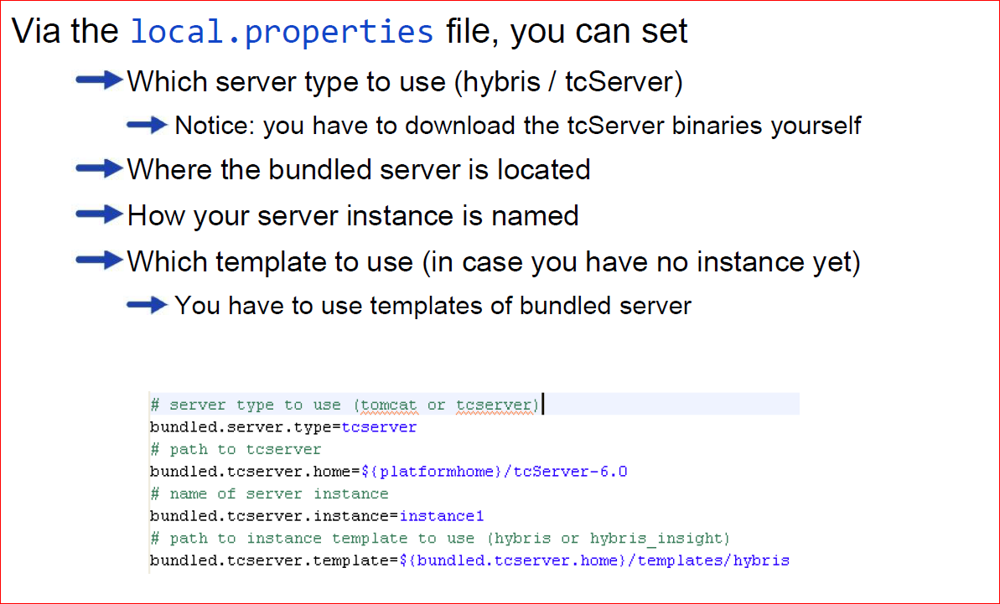 Via the local.properties file, you can set
Which server type to use (hybris / tcServer)
Notice: you have to download the tcServer binaries yourself
Where the bundled server is located
How your server instance is named
Which template to use (in case you have no instance yet)
You have to use templates of bundled server
# server type to use (tomcat or tcserver)
bundled.server.type=tcserver
# path to tcserver
bundled.tcserver.home=${platformhome}/tcServer-6.0
# name of server instance
bundled.tcserver.instance=instance1
# path to instance template to use (hybris or hybris_insight)
bundled.tcserver.template=${bundled.tcserver.home}/templates/hybris